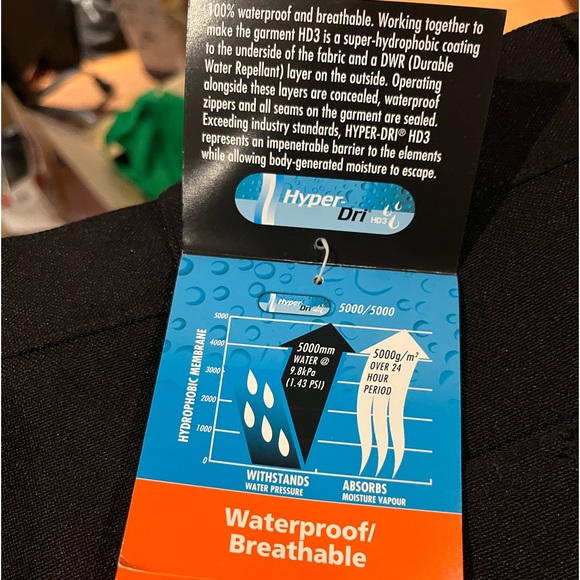 100% waterproof and breathable. Working together to
make the garment HD3 is a super-hydrophobic coating
to the underside of the fabric and a DWR (Durable
Water Repellant) layer on the outside. Operating
alongside these layers are concealed, waterproof
zippers and all seams on the garment are sealed.
Exceeding industry standards, HYPER-DRI® HD3
represents an impenetrable barrier to the elements
while allowing body-generated moisture to escape.
Hyper-
Dri HD3
Hyper-
Dri
5000/5000
HYDROPHOBIC MEMBRANE
5000
4000
3000
2000
1000
0
5000mm
WATER @
9.8kPa
(1.43 PSI)
5000g/m²
OVER 24
HOUR
PERIOD
WITHSTANDS
WATER PRESSURE
ABSORBS
MOISTURE VAPOUR
Waterproof/
Breathable